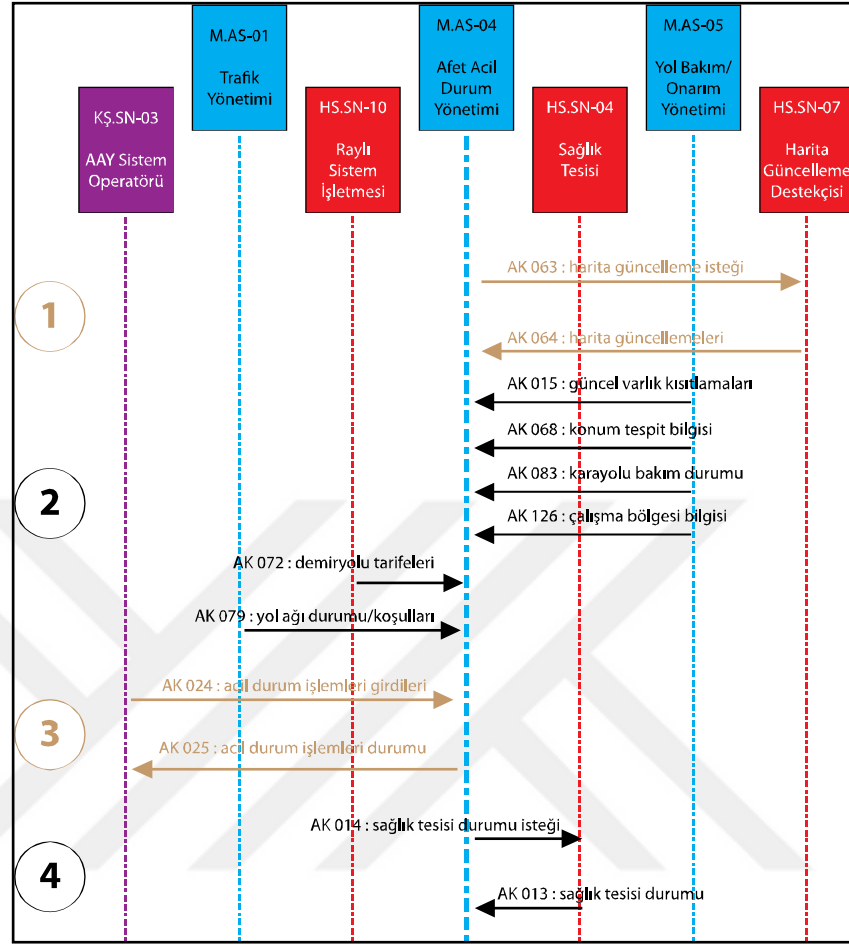 M.AS-01
Trafik
Yönetimi
M.AS-04
Afet Acil
Durum
Yönetimi
M.AS-05
Yol Bakım/
Onarım
Yönetimi
KŞ.SN-03
AAY Sistem
Operatörü
HS.SN-10
Raylı
Sistem
İşletmesi
HS.SN-04
Sağlık
Tesisi
HS.SN-07
Harita
Güncelleme
Destekçisi
1
AK 063 : harita güncelleme isteği
AK 064 : harita güncellemeleri
2
AK 015 : güncel varlık kısıtlamaları
AK 068 : konum tespit bilgisi
AK 083 : karayolu bakım durumu
AK 126 : çalışma bölgesi bilgisi
AK 072 : demiryolu tarifeleri
AK 079 : yol ağı durumu/koşulları
3
AK 024 : acil durum işlemleri girdileri
AK 025 : acil durum işlemleri durumu
4
AK 014 : sağlık tesisi durumu isteği
AK 013 : sağlık tesisi durumu